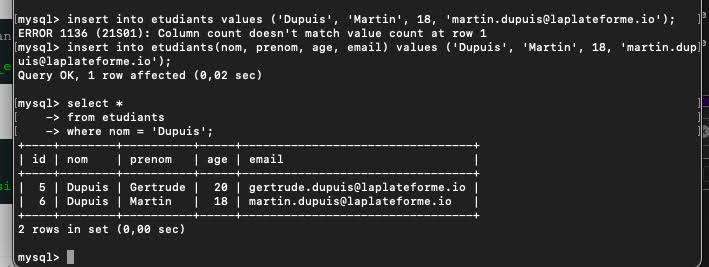 mysql> insert into etudiants values ('Dupuis', 'Martin', 18, 'martin.dupuis@laplateforme.io');
ERROR 1136 (21S01): Column count doesn't match value count at row 1
mysql> insert into etudiants(nom, prenom, age, email) values ('Dupuis', 'Martin', 18, 'martin.dup
uis@laplateforme.io');
Query OK, 1 row affected (0,02 sec)
mysql> select *
-> from etudiants
-> where nom = 'Dupuis';
+----+--------+----------+------+---------------------------------+
| id | nom | prenom | age | email |
+----+--------+----------+------+---------------------------------+
| 5 | Dupuis | Gertrude | 20 | gertrude.dupuis@laplateforme.io |
| 6 | Dupuis | Martin | 18 | martin.dupuis@laplateforme.io |
+----+--------+----------+------+---------------------------------+
2 rows in set (0,00 sec)
mysql>